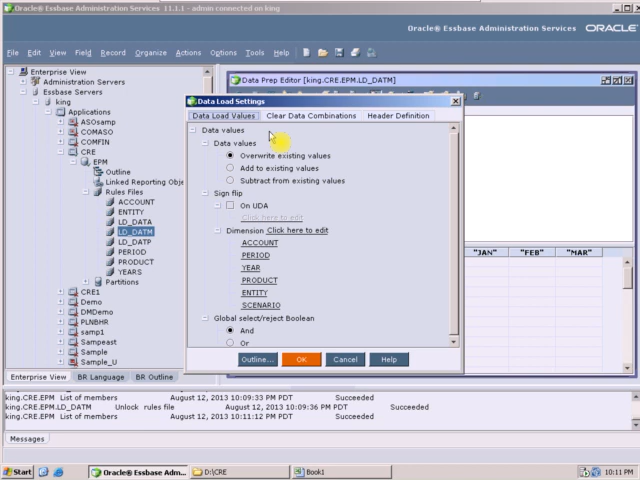 Oracle® Essbase Administration Services 11.1.1 - admin connected on king
Oracle® Essbase Administration Services ORACLE
File Edit View Field Record Organize Actions Options Tools Help
Enterprise View
Administration Servers
Essbase Servers
king
Applications
ASOsamp
COMASO
COMFIN
CRE
EPM
Outline
Linked Reporting Obje
Rules Files
ACCOUNT
ENTITY
LD_DATA
LD_DATM
LD_DATP
PERIOD
PRODUCT
YEARS
Partitions
CRE1
Demo
DMDemo
PLNBHR
samp1
Sampeast
Sample
Sample_U
Enterprise View BR Language BR Outline
Data Prep Editor [king.CRE.EPM.LD_DATM]
"JAN" "FEB" "MAR"
Data Load Settings
Data Load Values Clear Data Combinations Header Definition
Data values
Data values
Overwrite existing values
Add to existing values
Subtract from existing values
Sign flip
On UDA
Click here to edit
Dimension Click here to edit
ACCOUNT
PERIOD
YEAR
PRODUCT
ENTITY
SCENARIO
Global select/reject Boolean
And
Or
Outline... OK Cancel Help
king.CRE.EPM List of members August 12, 2013 10:09:33 PM PDT Succeeded
king.CRE.EPM.LD_DATM Unlock rules file August 12, 2013 10:09:36 PM PDT Succeeded
king.CRE.EPM List of members August 12, 2013 10:11:12 PM PDT Succeeded
Messages
Start Oracle® Essbase Adm... D:\CRE Book1 10:11 PM